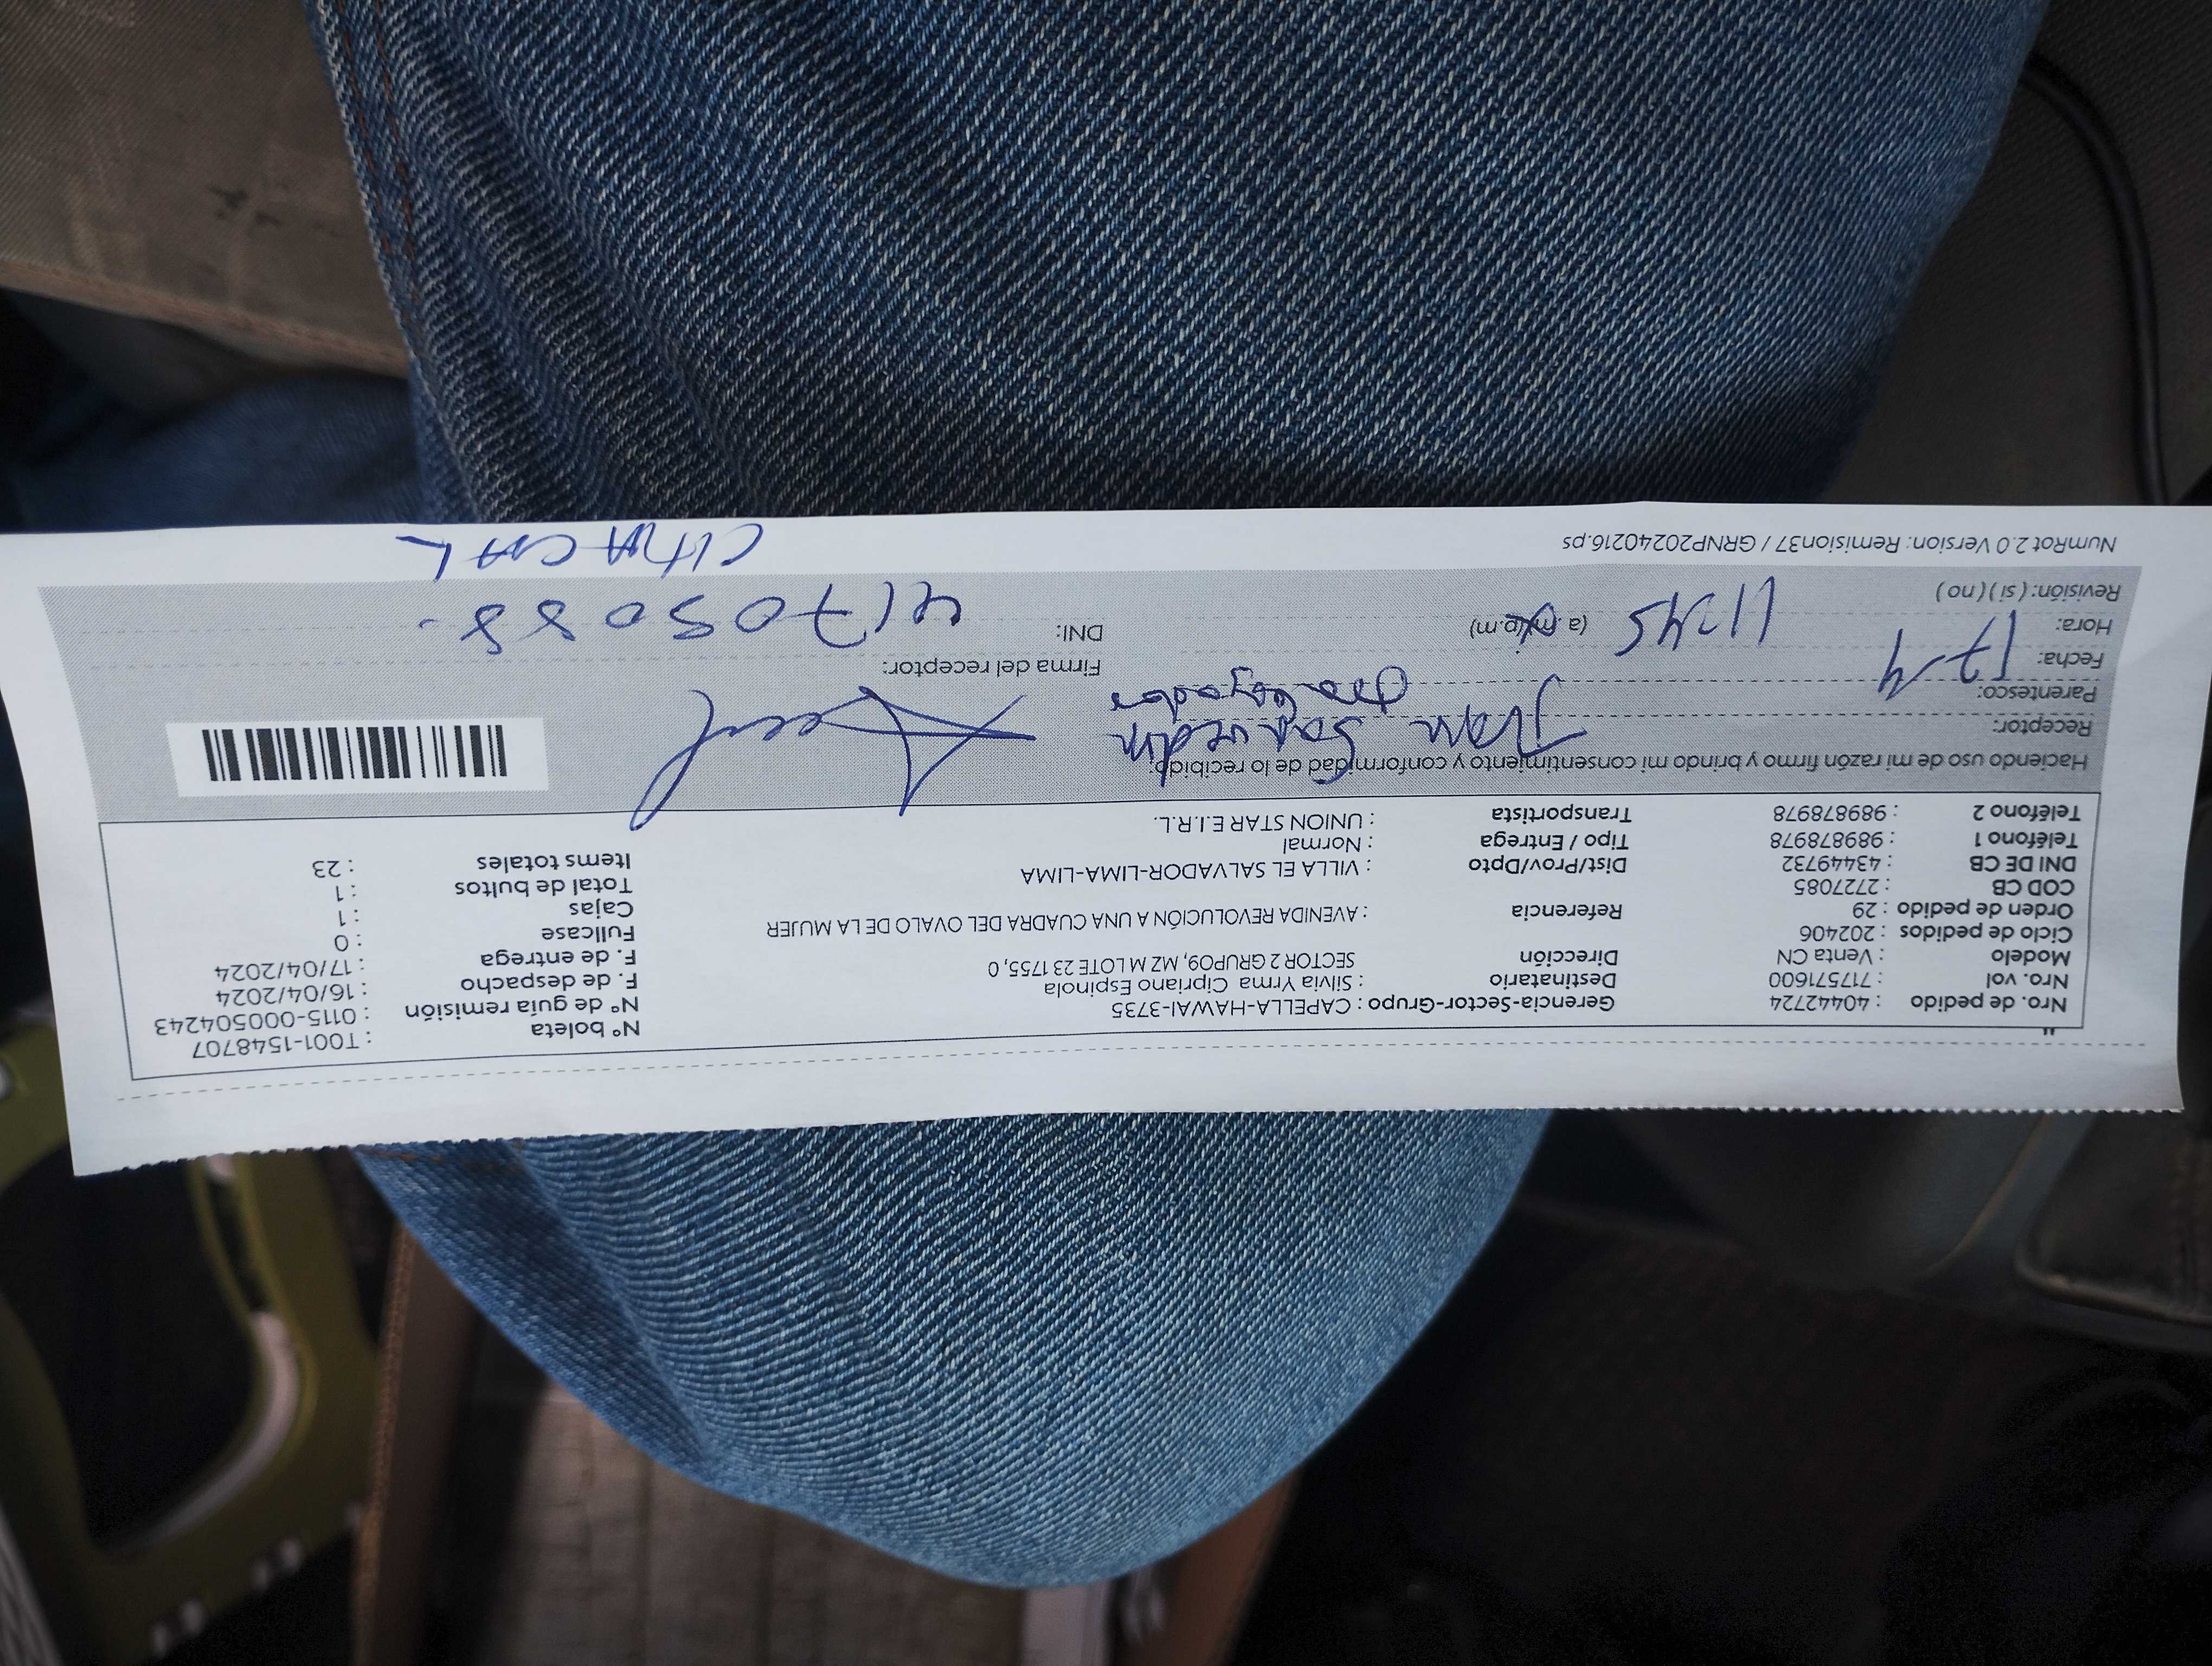 Nro. de pedido : 40442724 Gerencia-Sector-Grupo : CAPELLA-HAWAI-3735 N° boleta : T001-1548707
Nro. vol : 717571600 Destinatario : Silvia Yrma Cipriano Espinola N° de guía remisión : 0115-000504243
Modelo : Venta CN Dirección SECTOR 2 GRUPO9, MZ M LOTE 23 1755, 0 F. de despacho : 16/04/2024
Ciclo de pedidos : 202406 F. de entrega : 17/04/2024
Orden de pedido : 29 Referencia : AVENIDA REVOLUCIÓN A UNA CUADRA DEL OVALO DE LA MUJER Fullcase : 0
COD CB : 2727085 Cajas : 1
DNI DE CB : 43449732 Dist/Prov/Dpto : VILLA EL SALVADOR-LIMA-LIMA Total de bultos : 1
Teléfono 1 : 989878978 Tipo / Entrega : Normal Items totales : 23
Teléfono 2 : 989878978 Transportista : UNION STAR E.I.R.L.
Haciendo uso de mi razón firmo y brindo mi consentimiento y conformidad de lo recibido:
Receptor: Juan
Parentesco:
Fecha: 17-4 Firma del receptor:
Hora: 11:45 (a.m)(p.m) DNI: 41705088
Revisión: ( si ) ( no )
NumRot 2.0 Version: Remision37 / GRNP20240216.ps